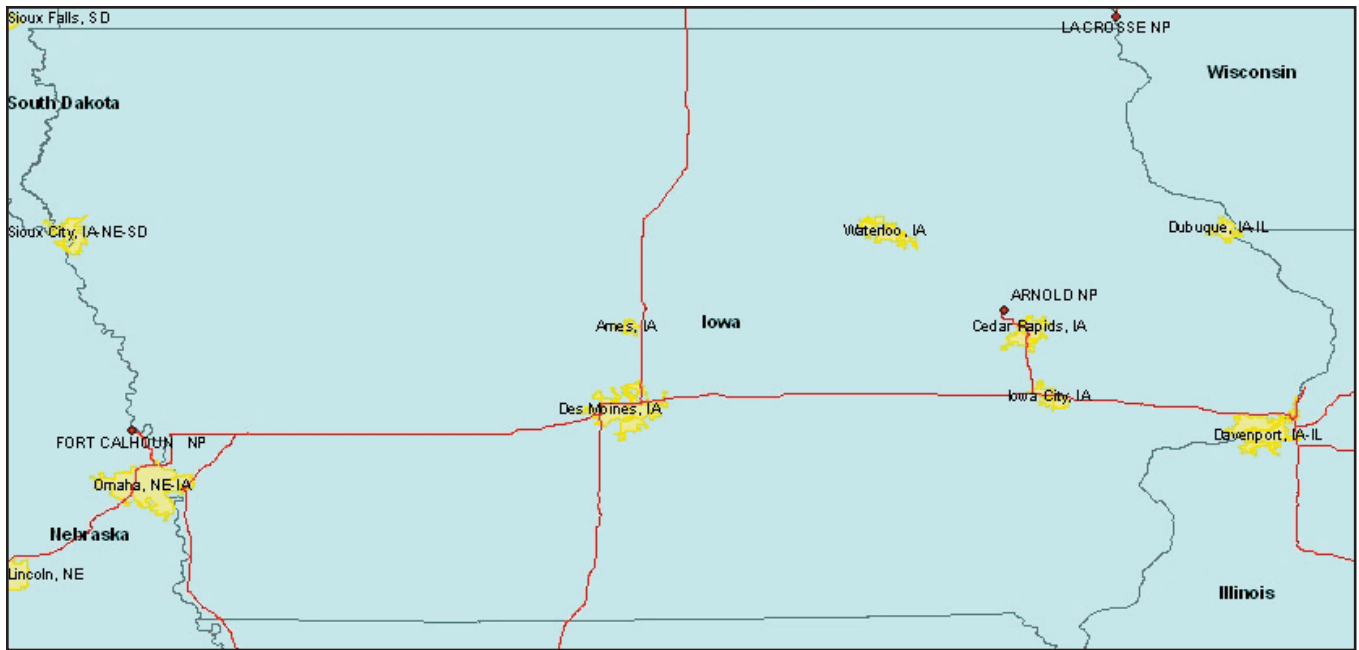 Sioux Falls, SD
LACROSSE NP
Wisconsin
South Dakota
Sioux City, IA-NE-SD
Waterloo, IA
Dubuque, IA-IL
ARNOLD NP
Ames, IA
Iowa
Cedar Rapids, IA
Iowa City, IA
Des Moines, IA
Davenport, IA-IL
FORT CALHOUN NP
Omaha, NE-IA
Nebraska
Lincoln, NE
Illinois